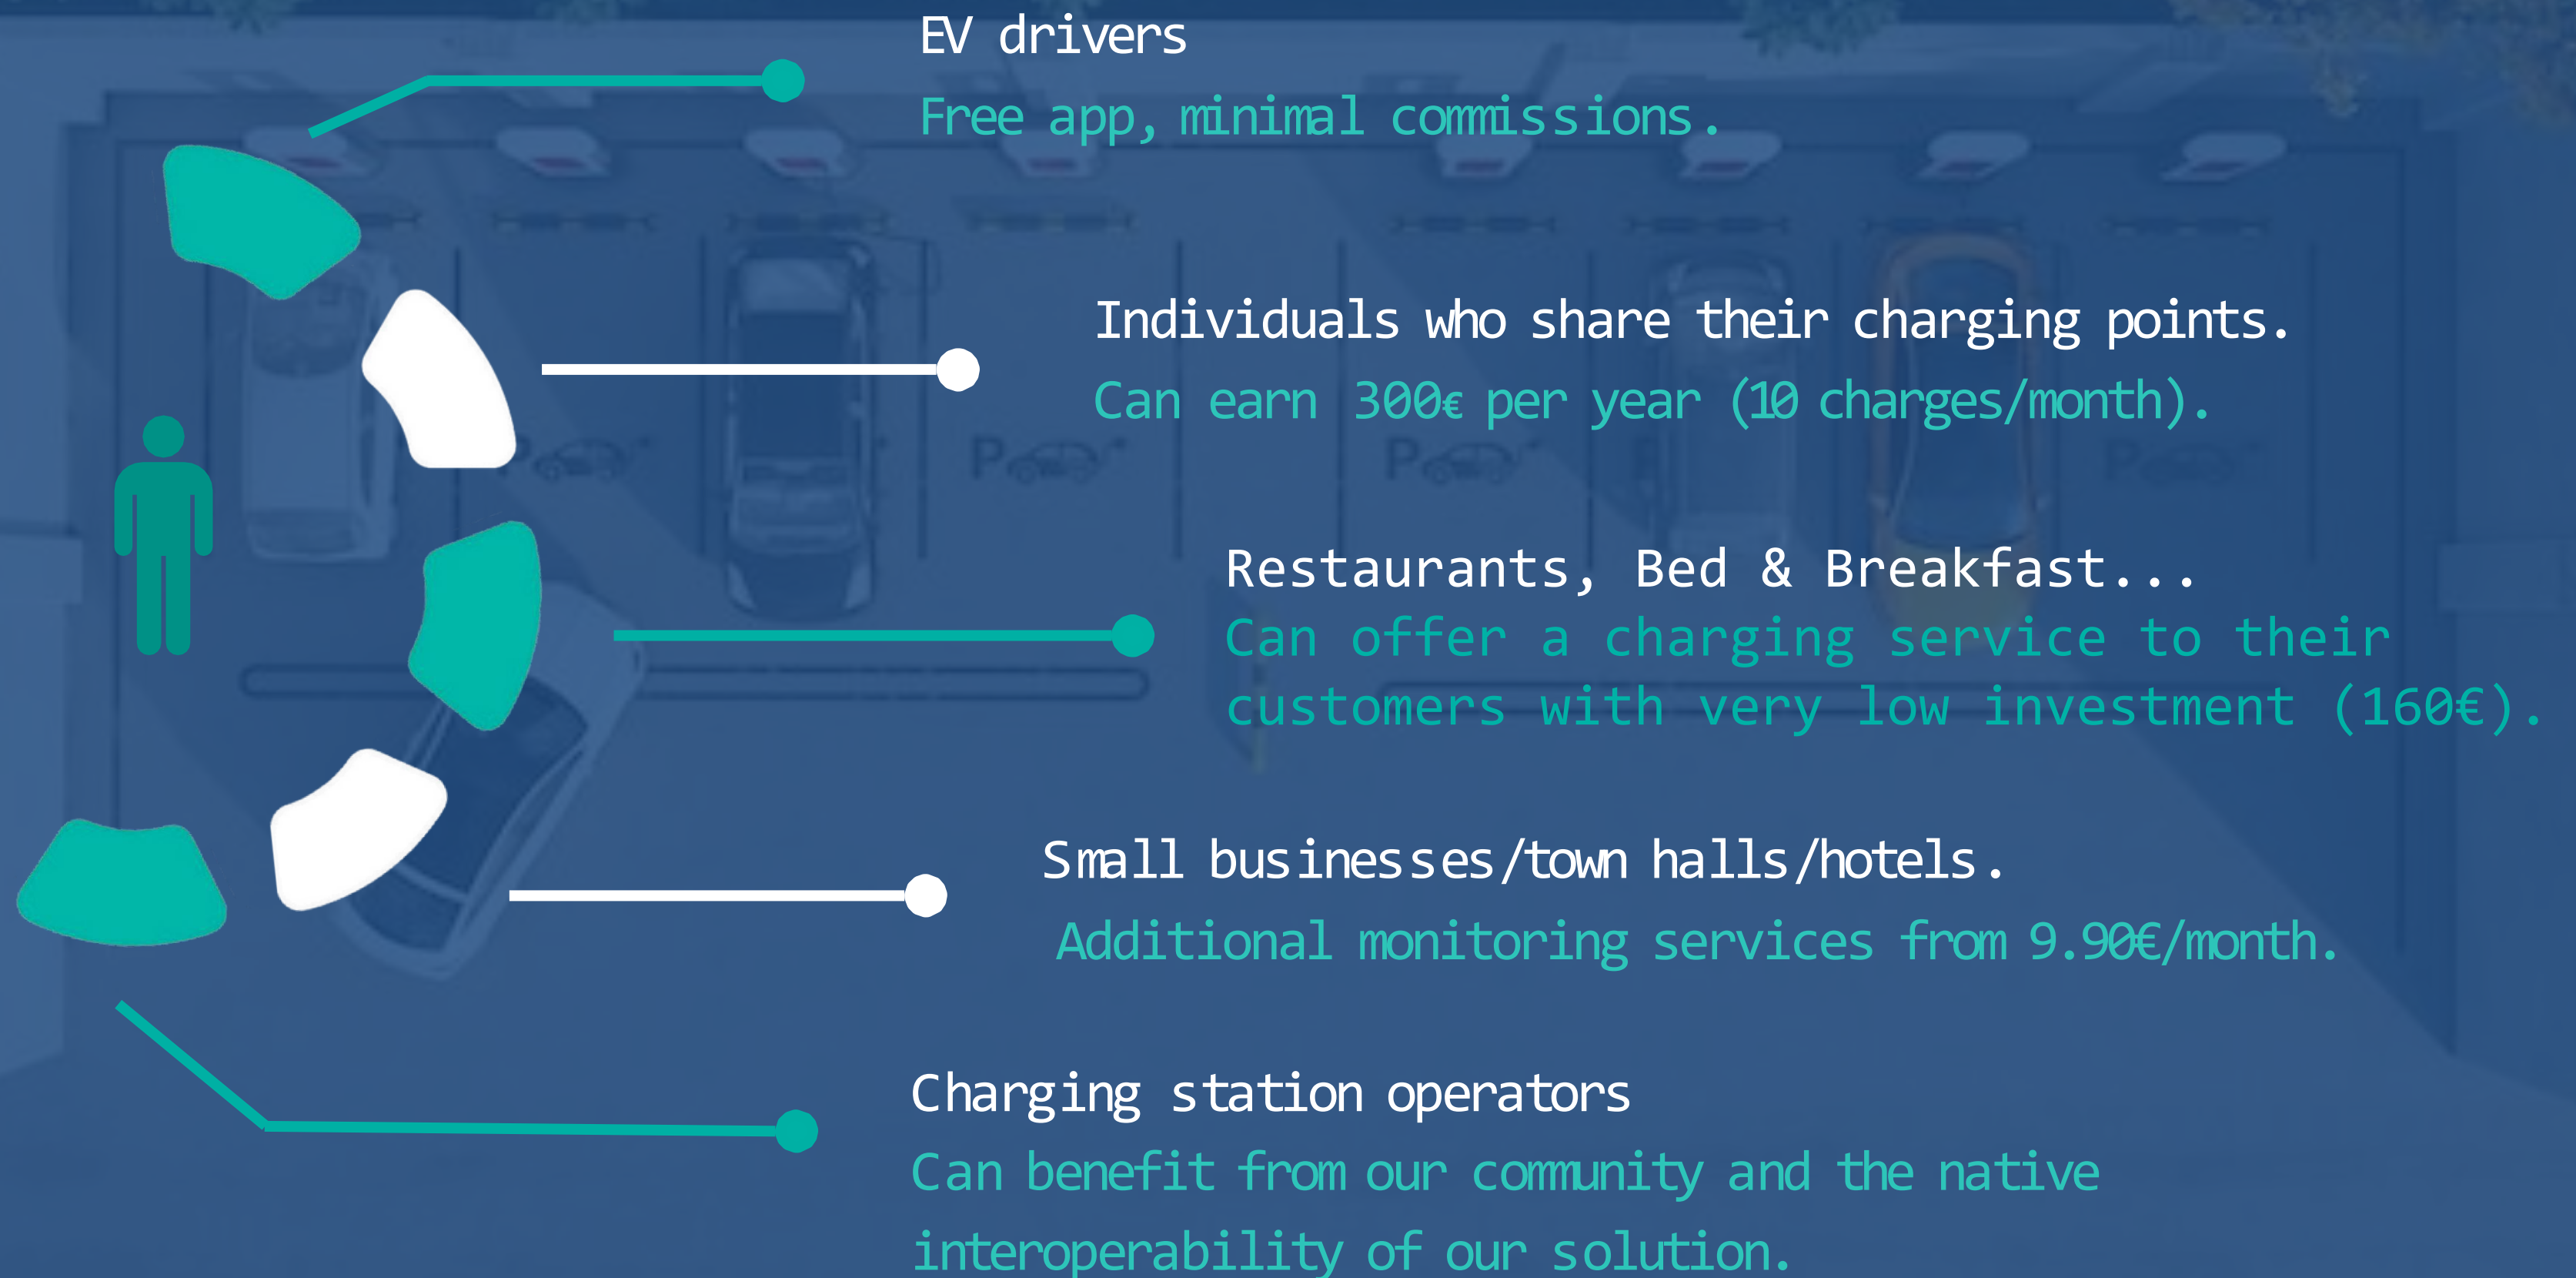 EV drivers
Free app, minimal commissions.
Individuals who share their charging points.
Can earn 300€ per year (10 charges/month).
Restaurants, Bed & Breakfast...
Can offer a charging service to their
customers with very low investment (160€).
Small businesses/town halls/hotels.
Additional monitoring services from 9.90€/month.
Charging station operators
Can benefit from our community and the native
interoperability of our solution.
P
P
P
P